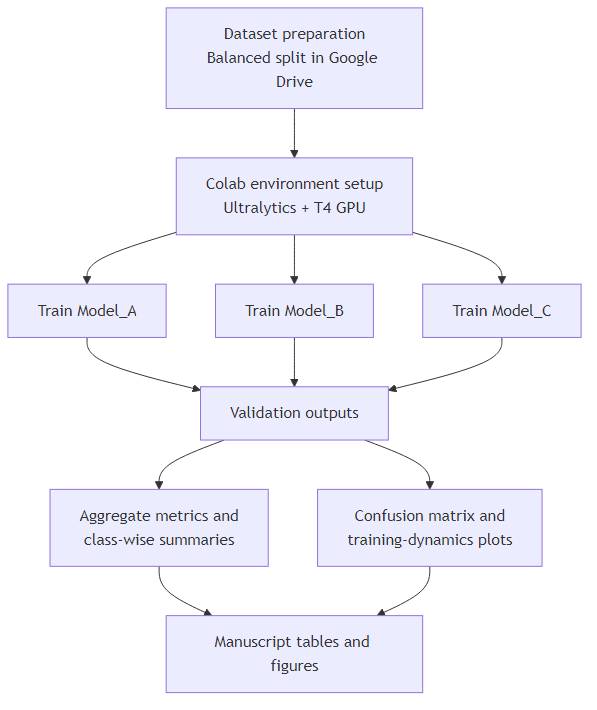 Dataset preparation
Balanced split in Google
Drive
Colab environment setup
Ultralytics + T4 GPU
Train Model_A
Train Model_B
Train Model_C
Validation outputs
Aggregate metrics and
class-wise summaries
Confusion matrix and
training-dynamics plots
Manuscript tables and
figures